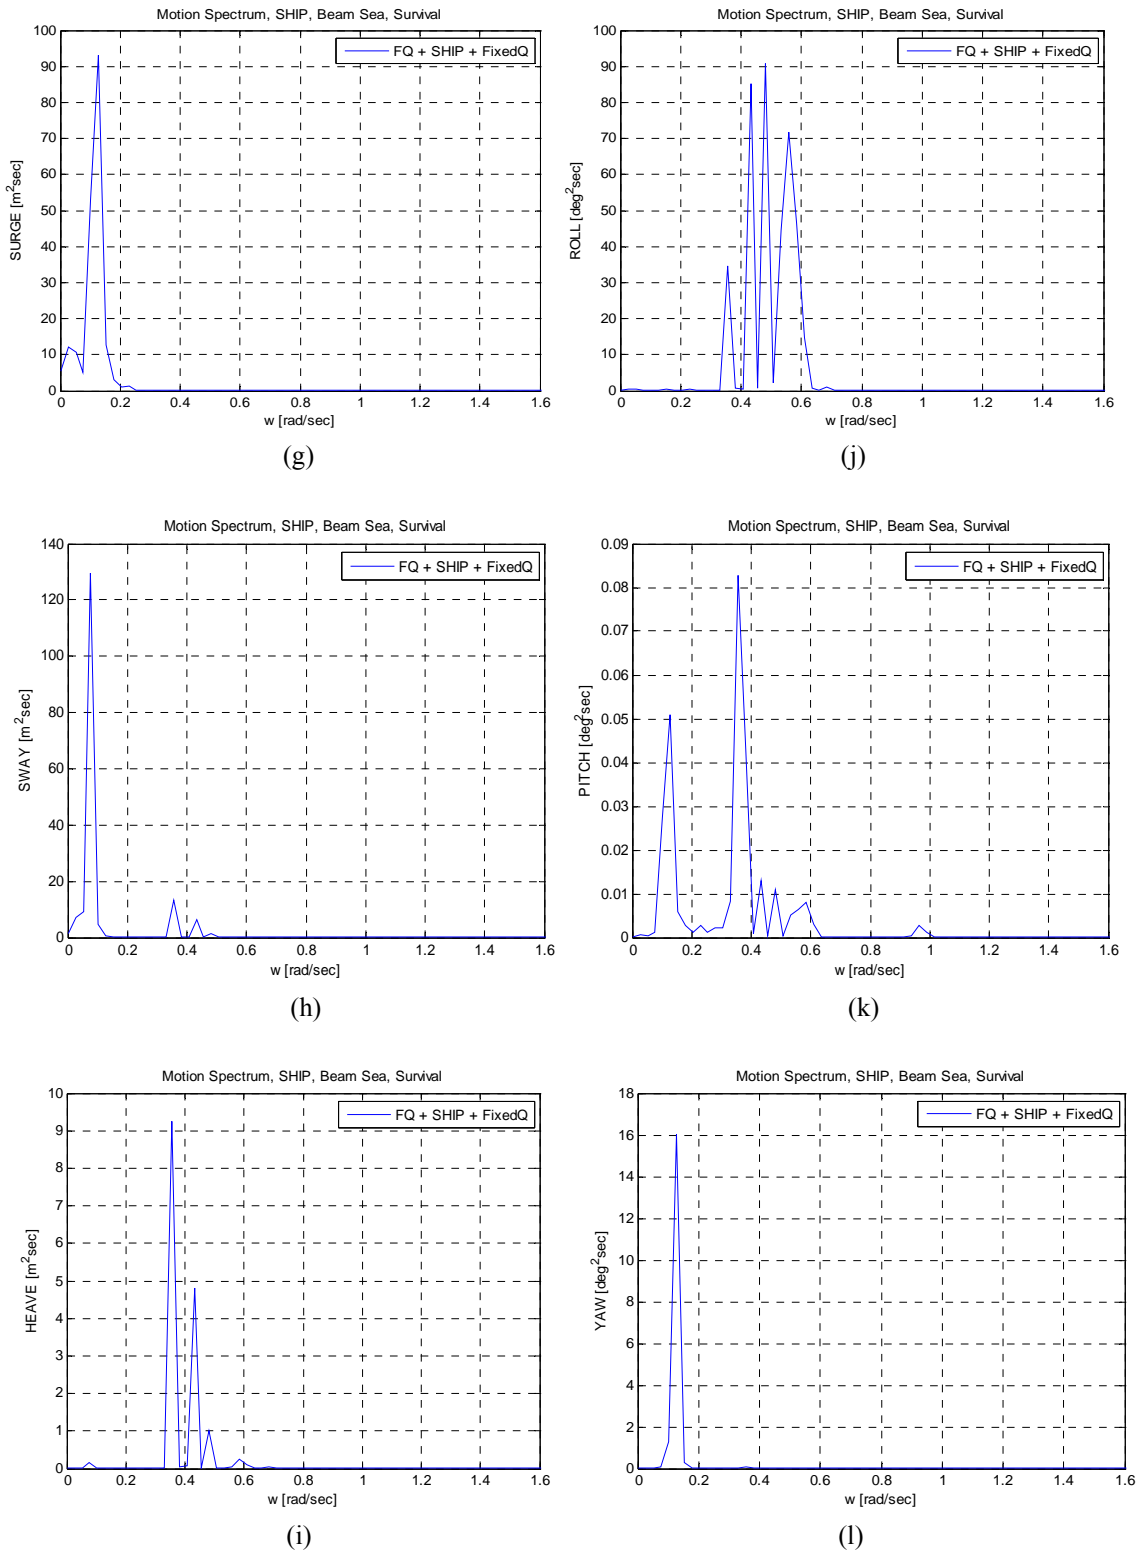 Motion Spectrum, SHIP, Beam Sea, Survival
FQ + SHIP + FixedQ
SURGE [m²sec]
100
90
80
70
60
50
40
30
20
10
0
0 0.2 0.4 0.6 0.8 1 1.2 1.4 1.6
w [rad/sec]
(g)
Motion Spectrum, SHIP, Beam Sea, Survival
FQ + SHIP + FixedQ
ROLL [deg²sec]
100
90
80
70
60
50
40
30
20
10
0
0 0.2 0.4 0.6 0.8 1 1.2 1.4 1.6
w [rad/sec]
(j)
Motion Spectrum, SHIP, Beam Sea, Survival
FQ + SHIP + FixedQ
SWAY [m²sec]
140
120
100
80
60
40
20
0
0 0.2 0.4 0.6 0.8 1 1.2 1.4 1.6
w [rad/sec]
(h)
Motion Spectrum, SHIP, Beam Sea, Survival
FQ + SHIP + FixedQ
PITCH [deg²sec]
0.09
0.08
0.07
0.06
0.05
0.04
0.03
0.02
0.01
0
0 0.2 0.4 0.6 0.8 1 1.2 1.4 1.6
w [rad/sec]
(k)
Motion Spectrum, SHIP, Beam Sea, Survival
FQ + SHIP + FixedQ
HEAVE [m²sec]
10
9
8
7
6
5
4
3
2
1
0
0 0.2 0.4 0.6 0.8 1 1.2 1.4 1.6
w [rad/sec]
(i)
Motion Spectrum, SHIP, Beam Sea, Survival
FQ + SHIP + FixedQ
YAW [deg²sec]
18
16
14
12
10
8
6
4
2
0
0 0.2 0.4 0.6 0.8 1 1.2 1.4 1.6
w [rad/sec]
(l)